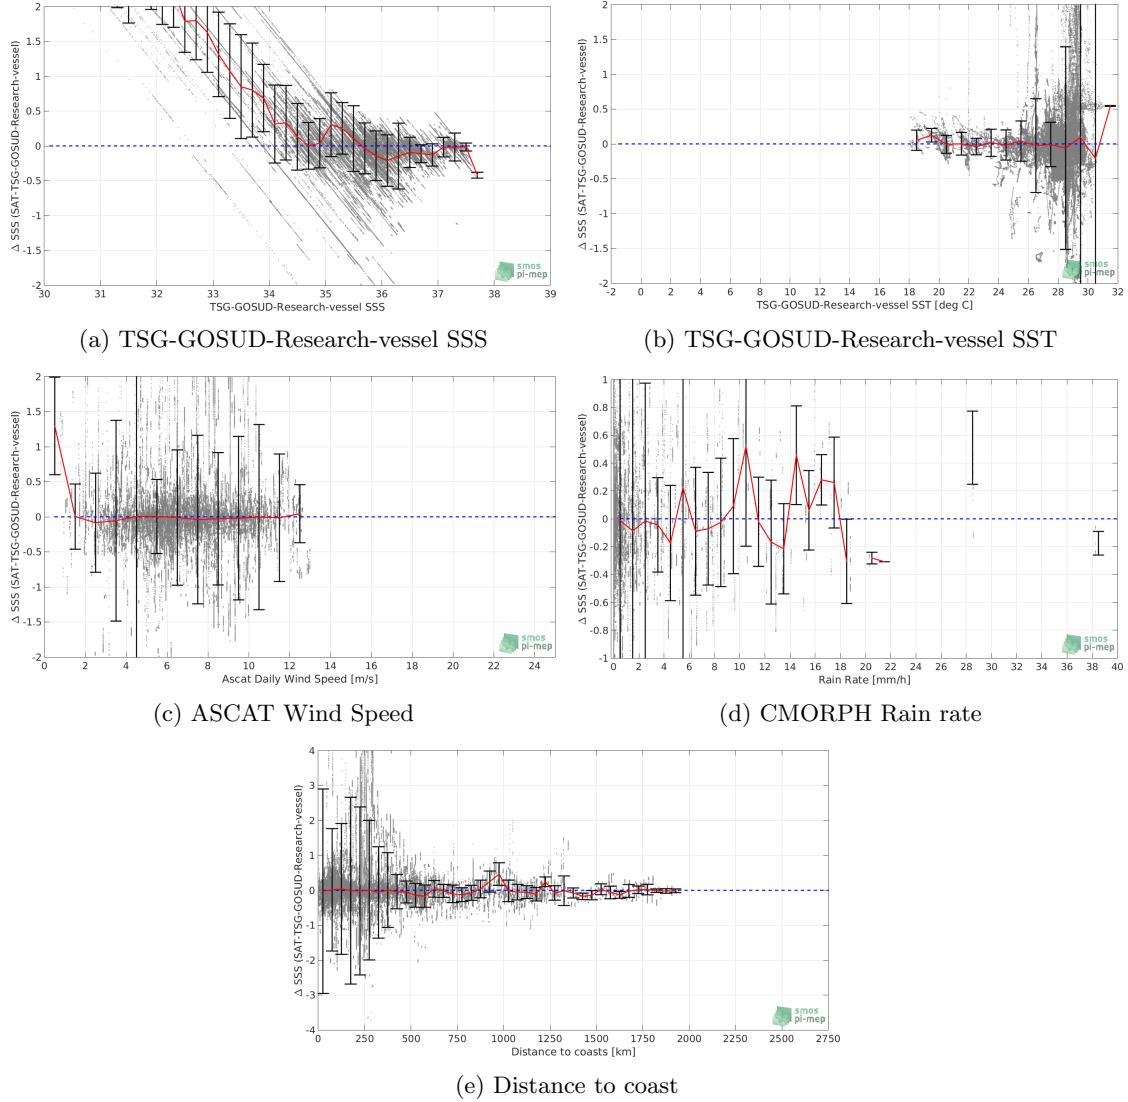 2
1.5
1
0.5
0
-0.5
-1
-1.5
-2
Δ SSS (SAT-TSG-GOSUD-Research-vessel)
30 31 32 33 34 35 36 37 38 39
TSG-GOSUD-Research-vessel SSS
smos
pi-mep
(a) TSG-GOSUD-Research-vessel SSS
2
1.5
1
0.5
0
-0.5
-1
-1.5
-2
Δ SSS (SAT-TSG-GOSUD-Research-vessel)
-2 0 2 4 6 8 10 12 14 16 18 20 22 24 26 28 30 32
TSG-GOSUD-Research-vessel SST [deg C]
smos
pi-mep
(b) TSG-GOSUD-Research-vessel SST
2
1.5
1
0.5
0
-0.5
-1
-1.5
-2
Δ SSS (SAT-TSG-GOSUD-Research-vessel)
0 2 4 6 8 10 12 14 16 18 20 22 24
Ascat Daily Wind Speed [m/s]
smos
pi-mep
(c) ASCAT Wind Speed
1
0.8
0.6
0.4
0.2
0
-0.2
-0.4
-0.6
-0.8
-1
Δ SSS (SAT-TSG-GOSUD-Research-vessel)
0 2 4 6 8 10 12 14 16 18 20 22 24 26 28 30 32 34 36 38 40
Rain Rate [mm/h]
smos
pi-mep
(d) CMORPH Rain rate
4
3
2
1
0
-1
-2
-3
-4
Δ SSS (SAT-TSG-GOSUD-Research-vessel)
0 250 500 750 1000 1250 1500 1750 2000 2250 2500 2750
Distance to coasts [km]
smos
pi-mep
(e) Distance to coast